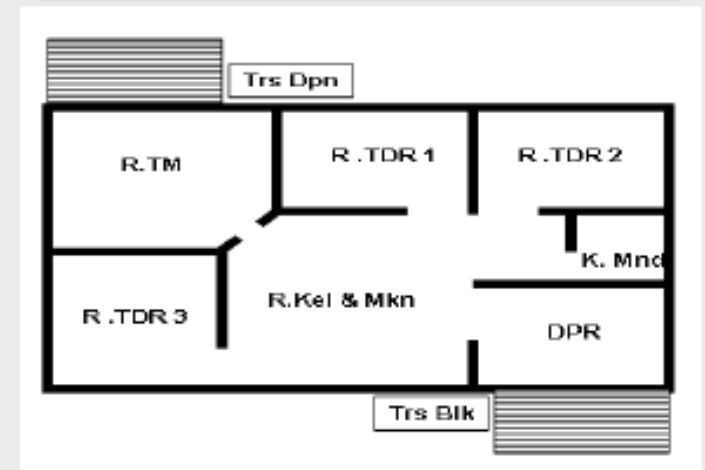 Trs Dpn
R.TM
R .TDR 1
R .TDR 2
K. Mnd
R .TDR 3
R.Kel & Mkn
DPR
Trs Blk